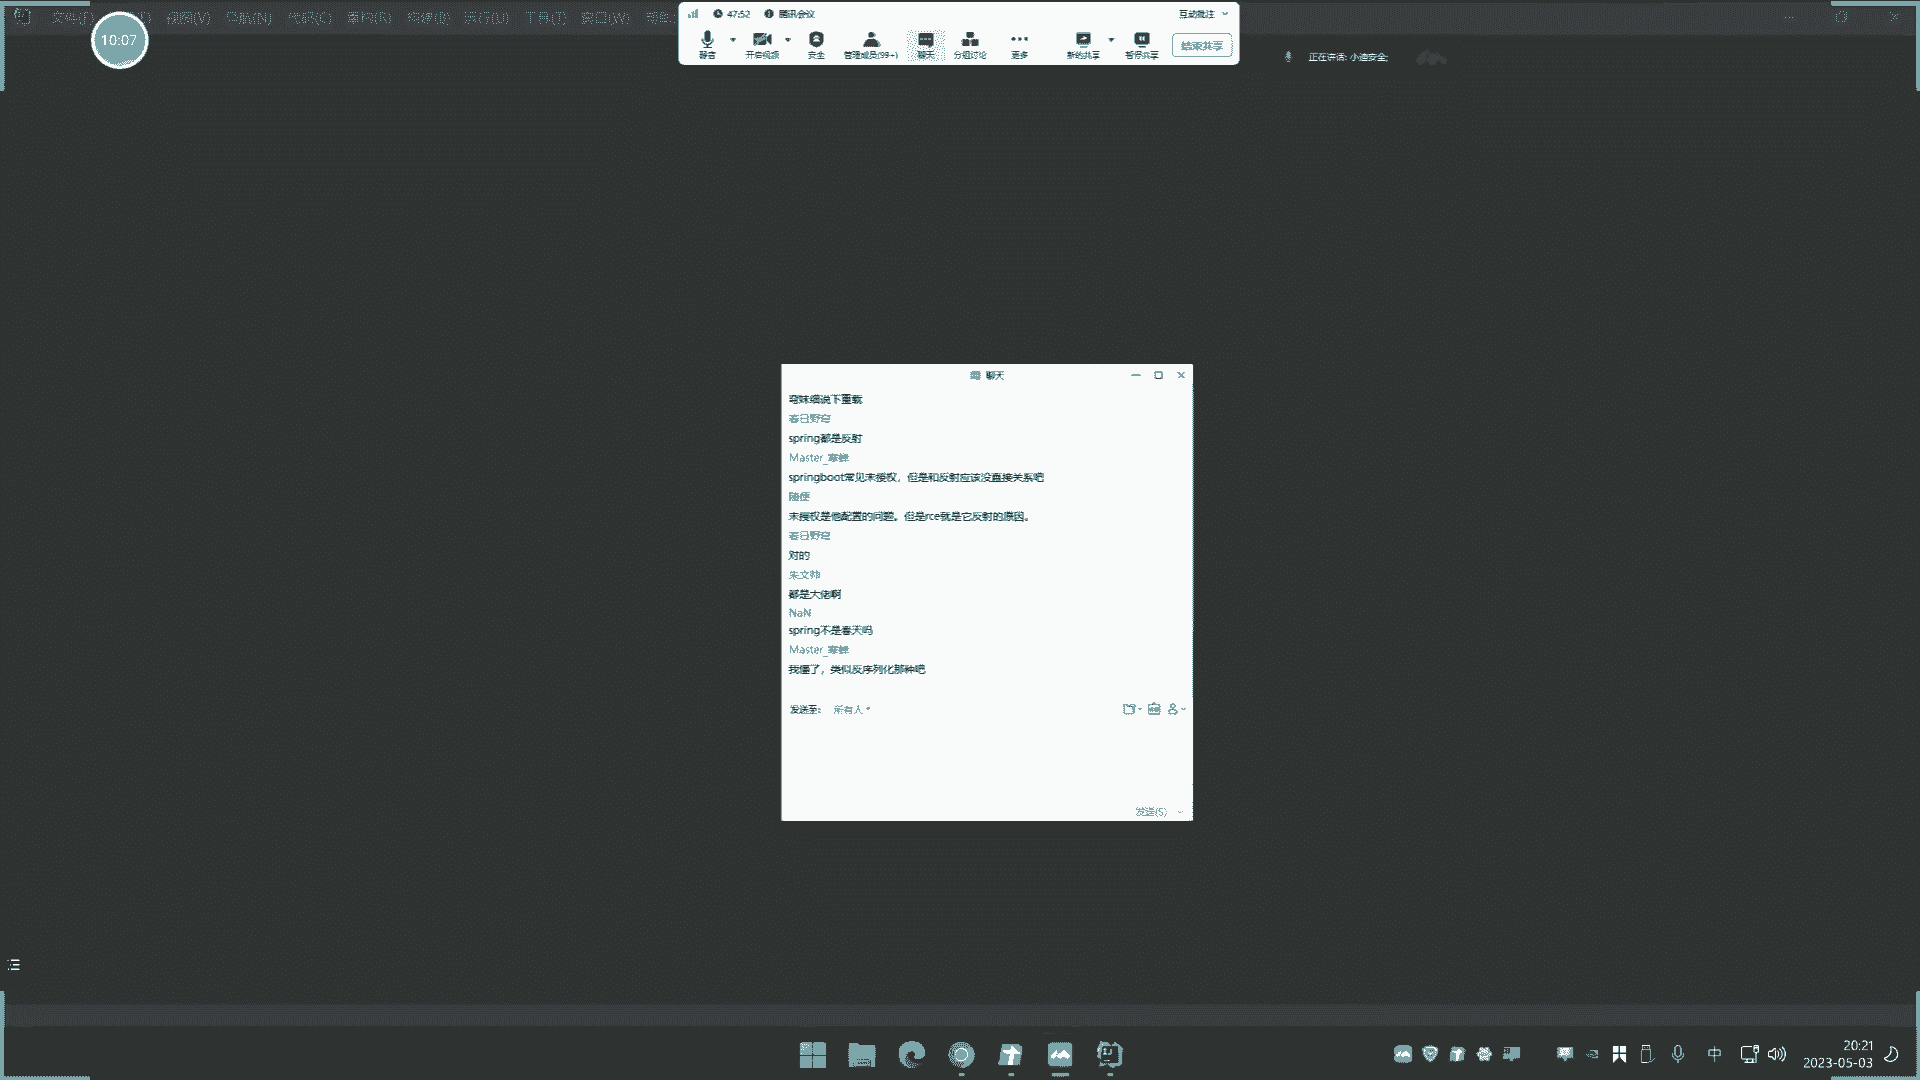 文件(F) 视图(V) 导航(N) 代码(C) 重构(R) 构建(B) 运行(U) 工具(T) 窗口(W) 帮助
10:07
47:52 腾讯会议 互动批注
静音 开启视频 安全 管理成员(99+) 聊天 分组讨论 更多 新的共享 暂停共享 结束共享
正在讲话: 小迪安全;
聊天
穹妹细说下重载
春日野穹
spring都是反射
Master_寒蝉
springboot常见未授权，但是和反射应该没直接关系吧
随便
未授权是他配置的问题。但是rce就是它反射的原因。
春日野穹
对的
朱文帅
都是大佬啊
NaN
spring不是春天吗
Master_寒蝉
我懂了，类似反序列化那种吧
发送至: 所有人
发送(S)
中
20:21
2023-05-03